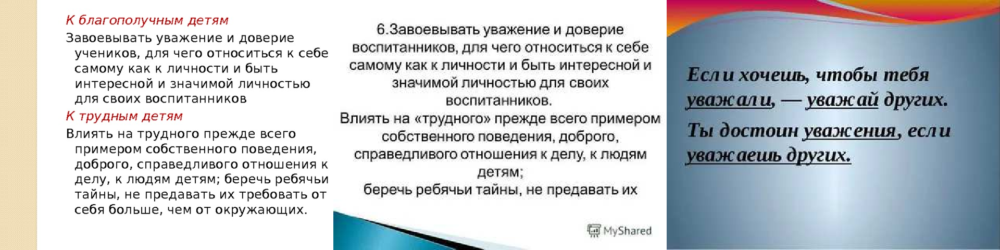 К благополучным детям
Завоевывать уважение и доверие
учеников, для чего относиться к себе
самому как к личности и быть
интересной и значимой личностью
для своих воспитанников
К трудным детям
Влиять на трудного прежде всего
примером собственного поведения,
доброго, справедливого отношения к
делу, к людям детям; беречь ребячьи
тайны, не предавать их требовать от
себя больше, чем от окружающих.
6.Завоевывать уважение и доверие
воспитанников, для чего относиться к себе
самому как к личности и быть интересной и
значимой личностью для своих
воспитанников.
Влиять на «трудного» прежде всего примером
собственного поведения, доброго,
справедливого отношения к делу, к людям
детям;
беречь ребячьи тайны, не предавать их
MyShared
Если хочешь, чтобы тебя
уважали, — уважай других.
Ты достоин уважения, если
уважаешь других.